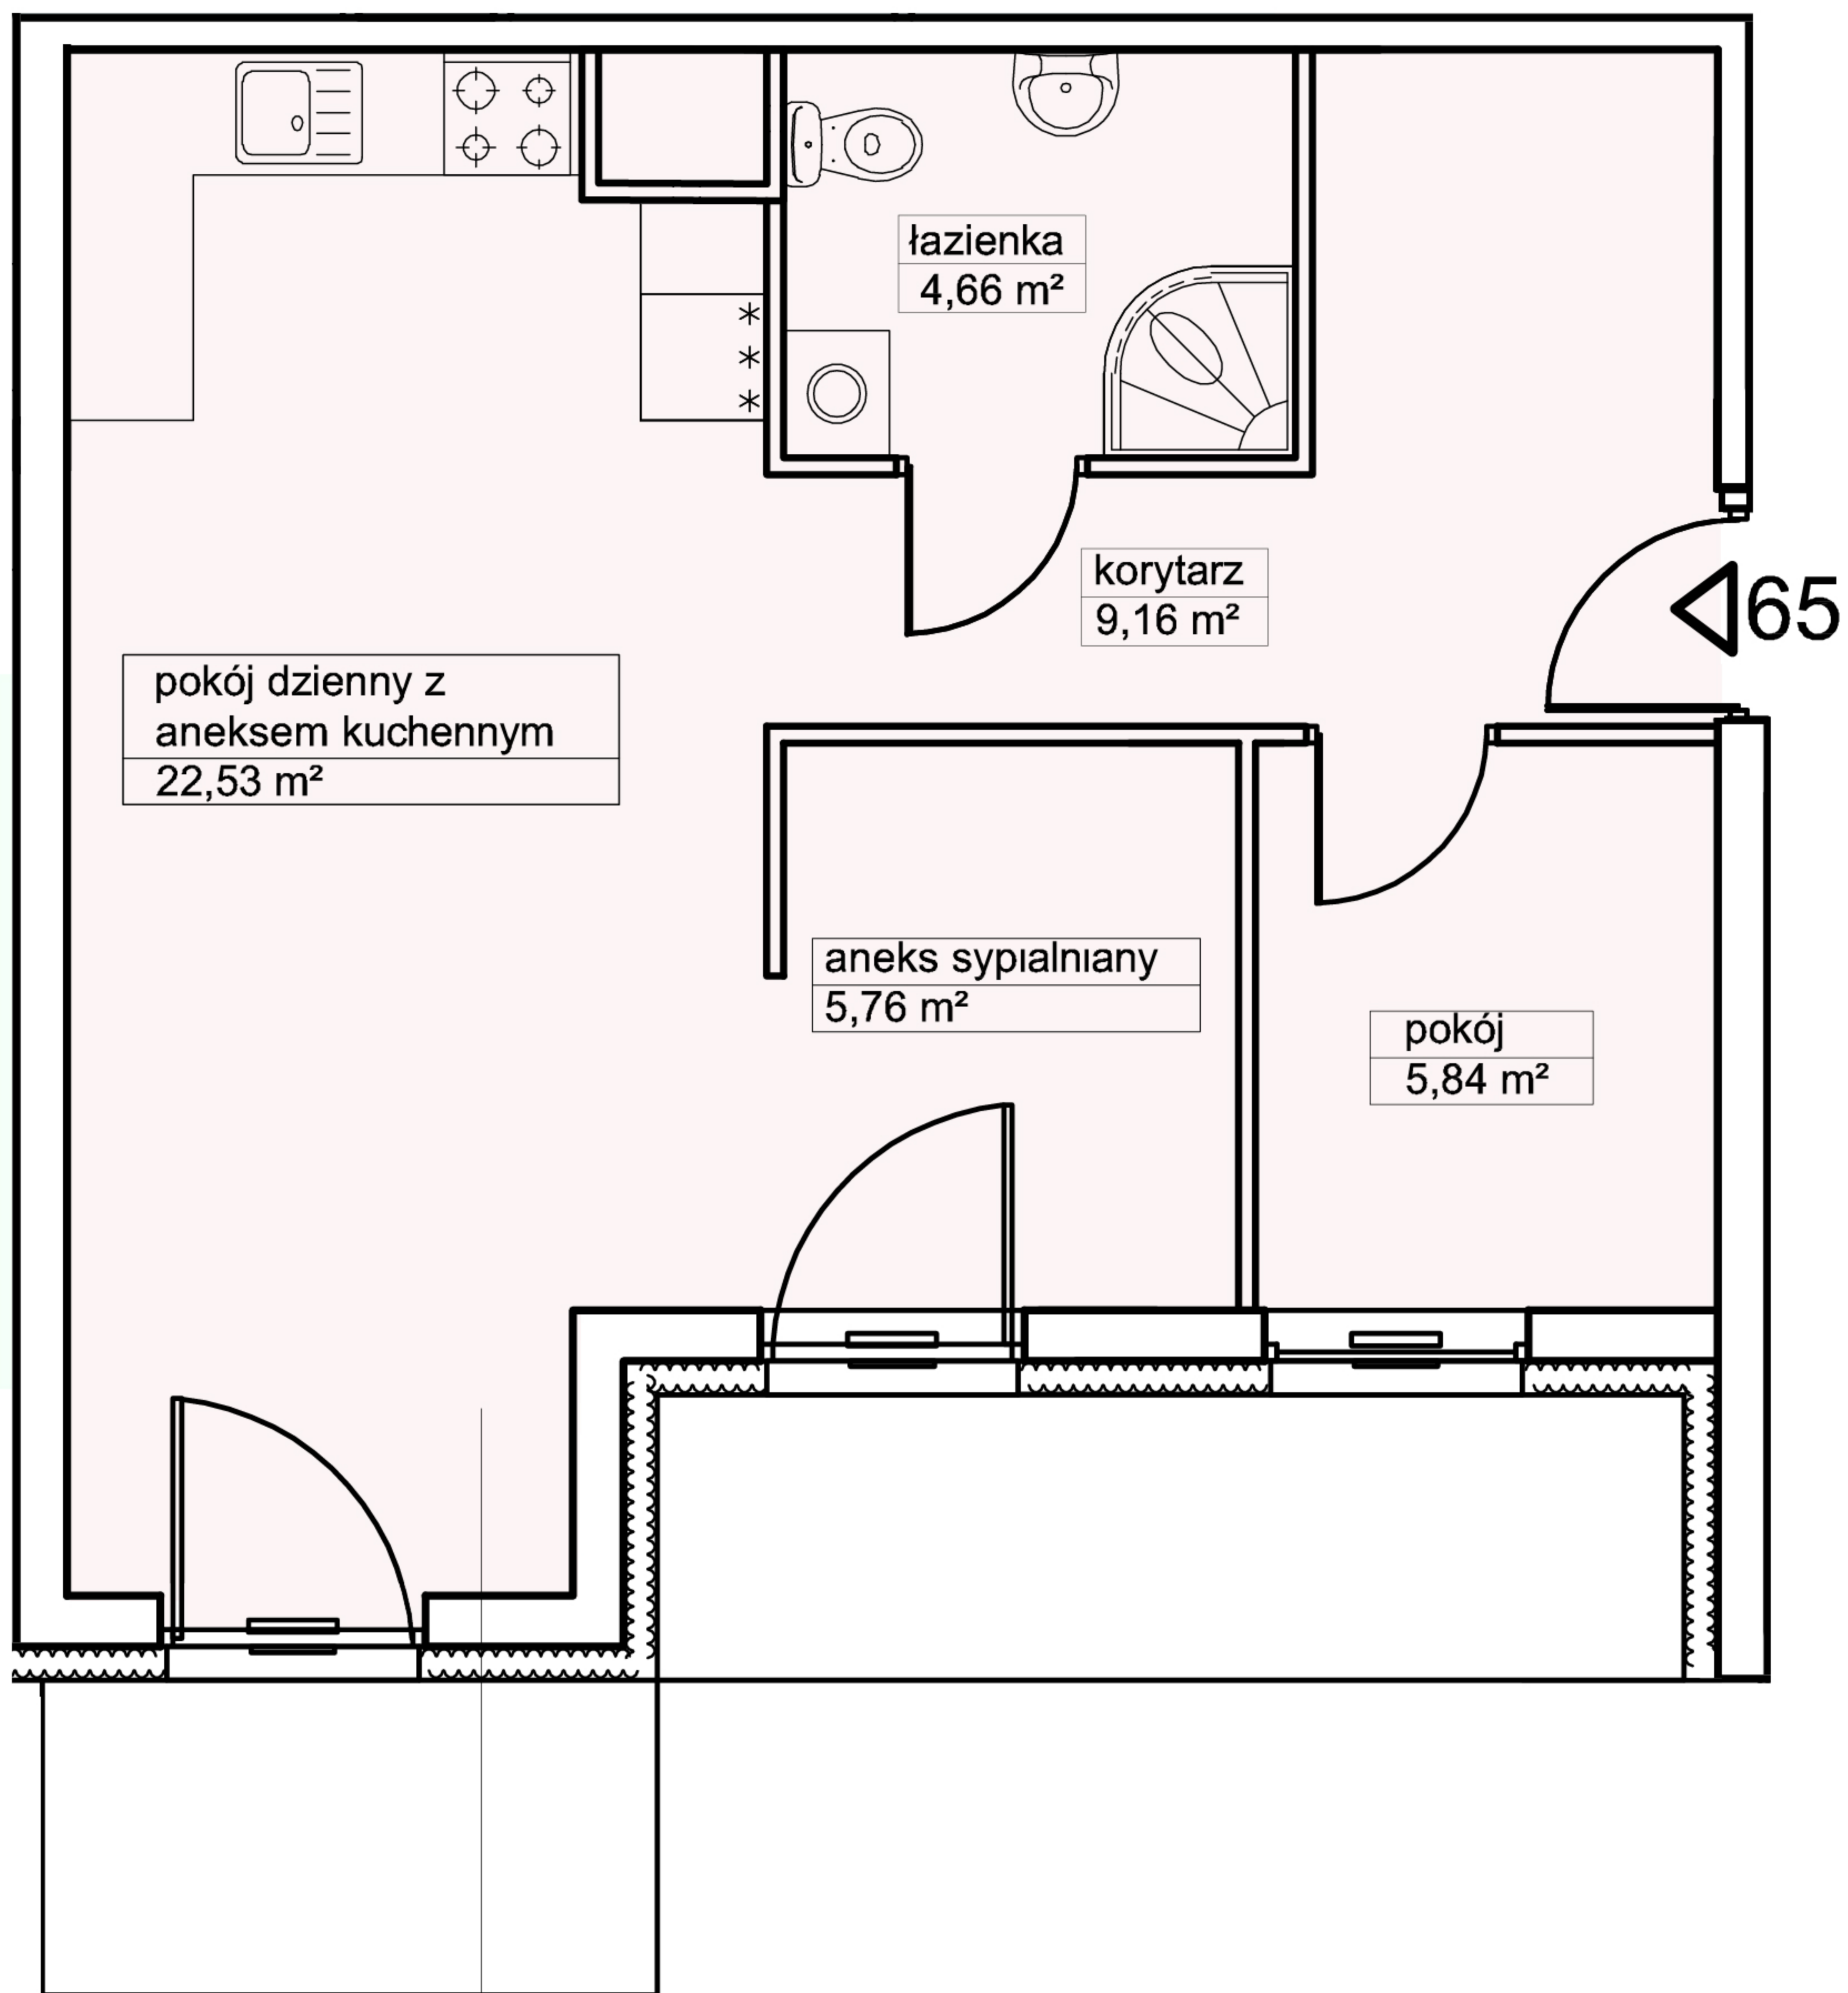 łazienka
4,66 m²
korytarz
9,16 m²
65
pokój dzienny z
aneksem kuchennym
22,53 m²
aneks sypialniany
5,76 m²
pokój
5,84 m²